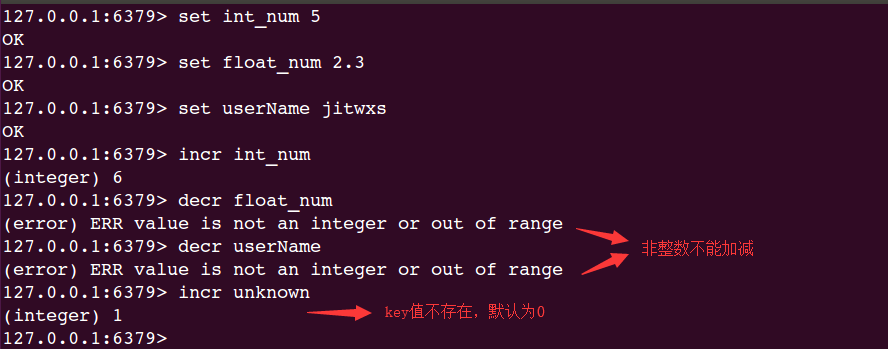 127.0.0.1:6379> set int_num 5
OK
127.0.0.1:6379> set float_num 2.3
OK
127.0.0.1:6379> set userName jitwxs
OK
127.0.0.1:6379> incr int_num
(integer) 6
127.0.0.1:6379> decr float_num
(error) ERR value is not an integer or out of range
127.0.0.1:6379> decr userName
非整数不能加减
(error) ERR value is not an integer or out of range
127.0.0.1:6379> incr unknown
(integer) 1
key值不存在，默认为0
127.0.0.1:6379>